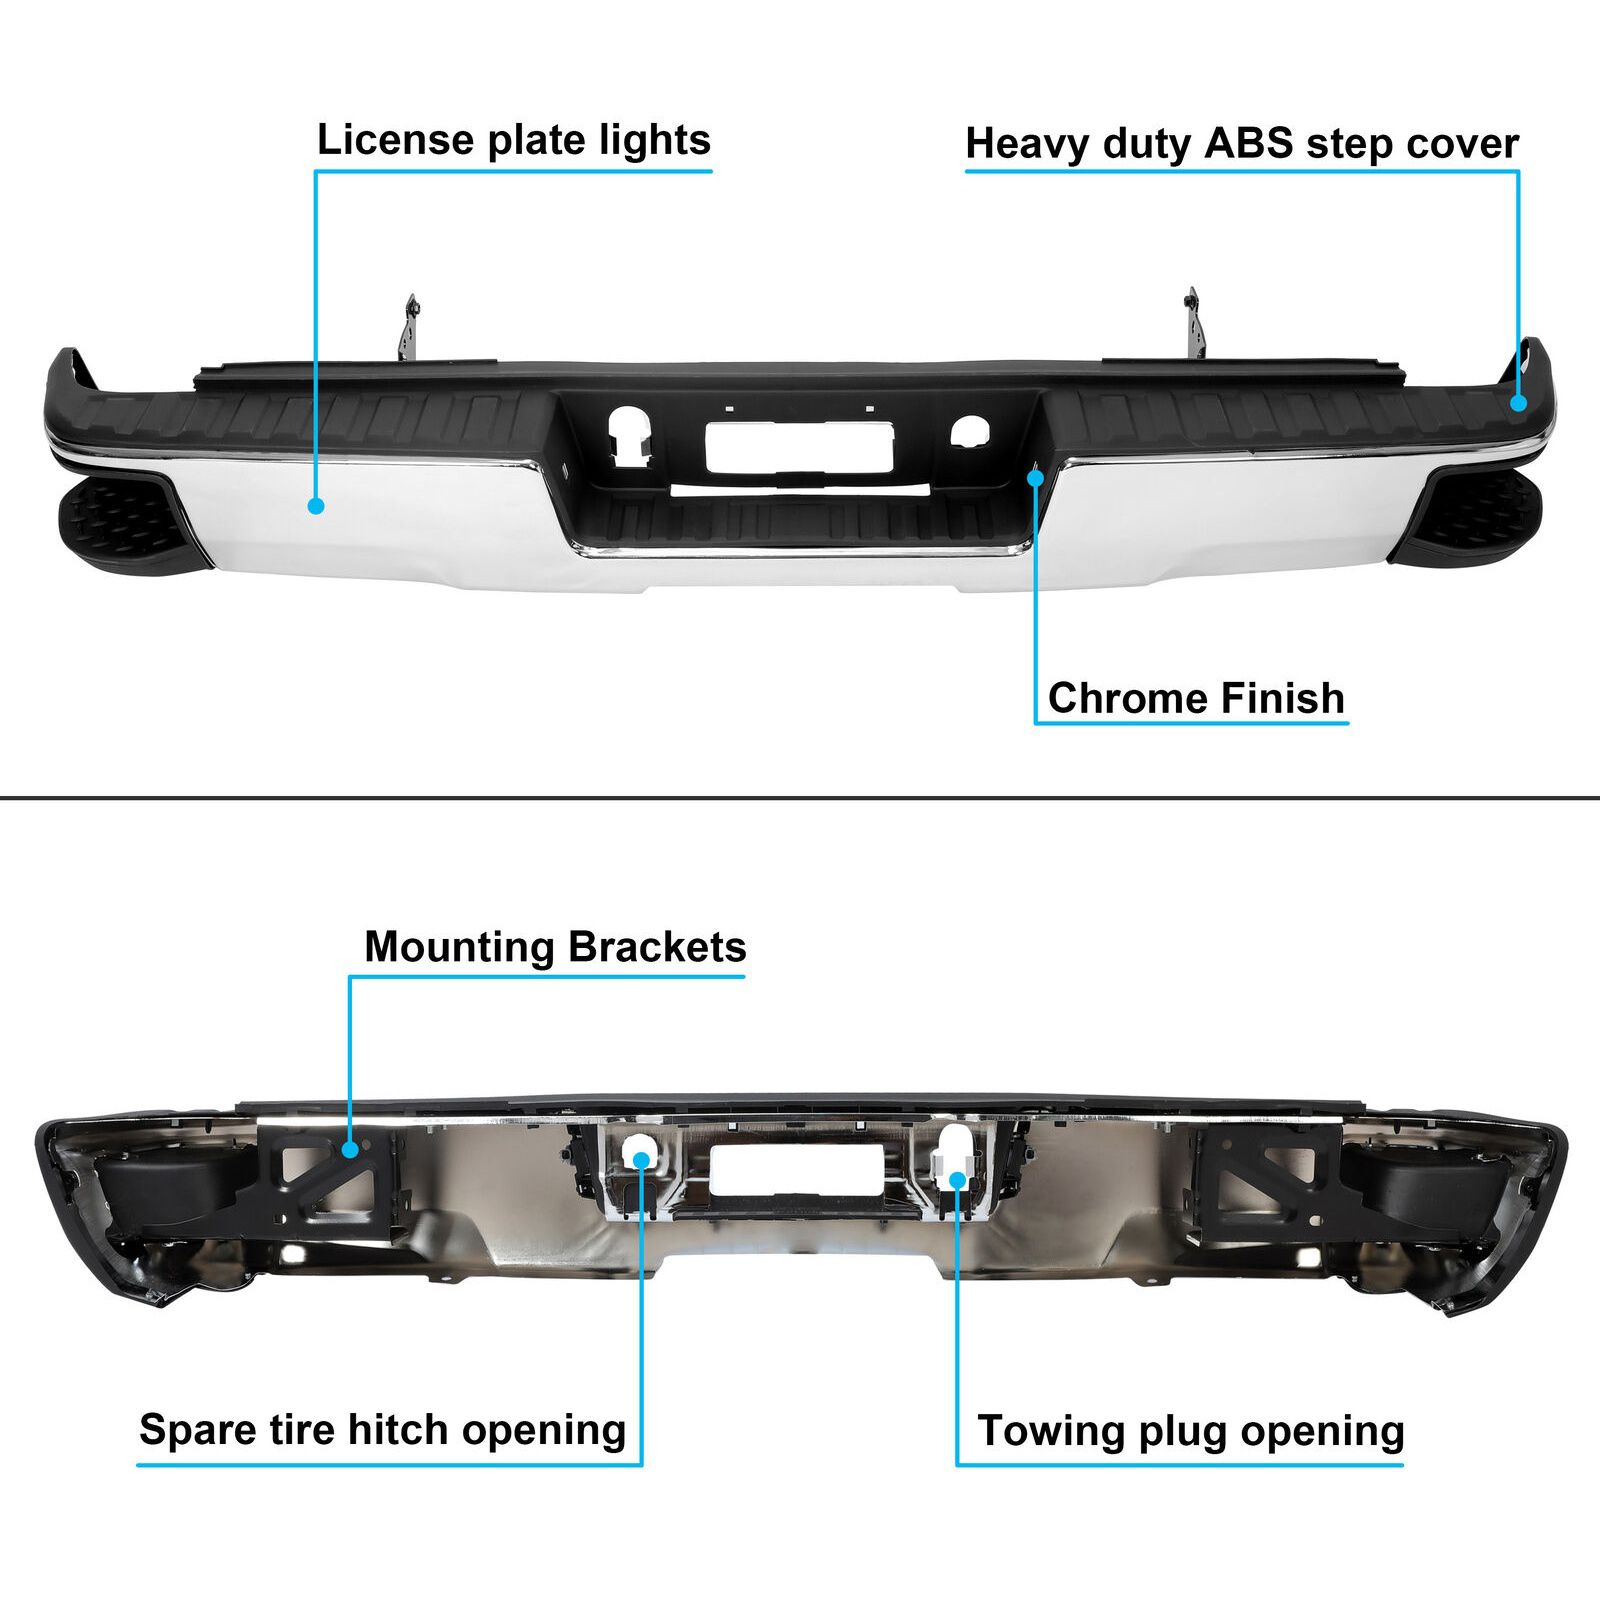 License plate lights
Heavy duty ABS step cover
Chrome Finish
Mounting Brackets
Spare tire hitch opening
Towing plug opening